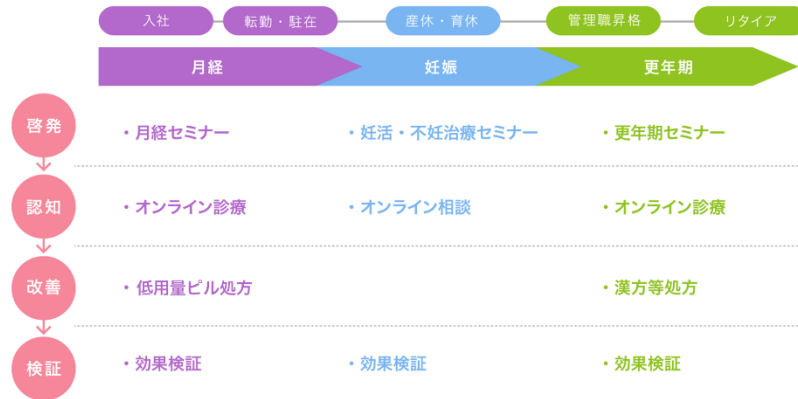 入社 転勤・駐在 産休・育休 管理職昇格 リタイア
月経 妊娠 更年期
啓発 ・月経セミナー ・妊活・不妊治療セミナー ・更年期セミナー
認知 ・オンライン診療 ・オンライン相談 ・オンライン診療
改善 ・低用量ピル処方 ・漢方等処方
検証 ・効果検証 ・効果検証 ・効果検証